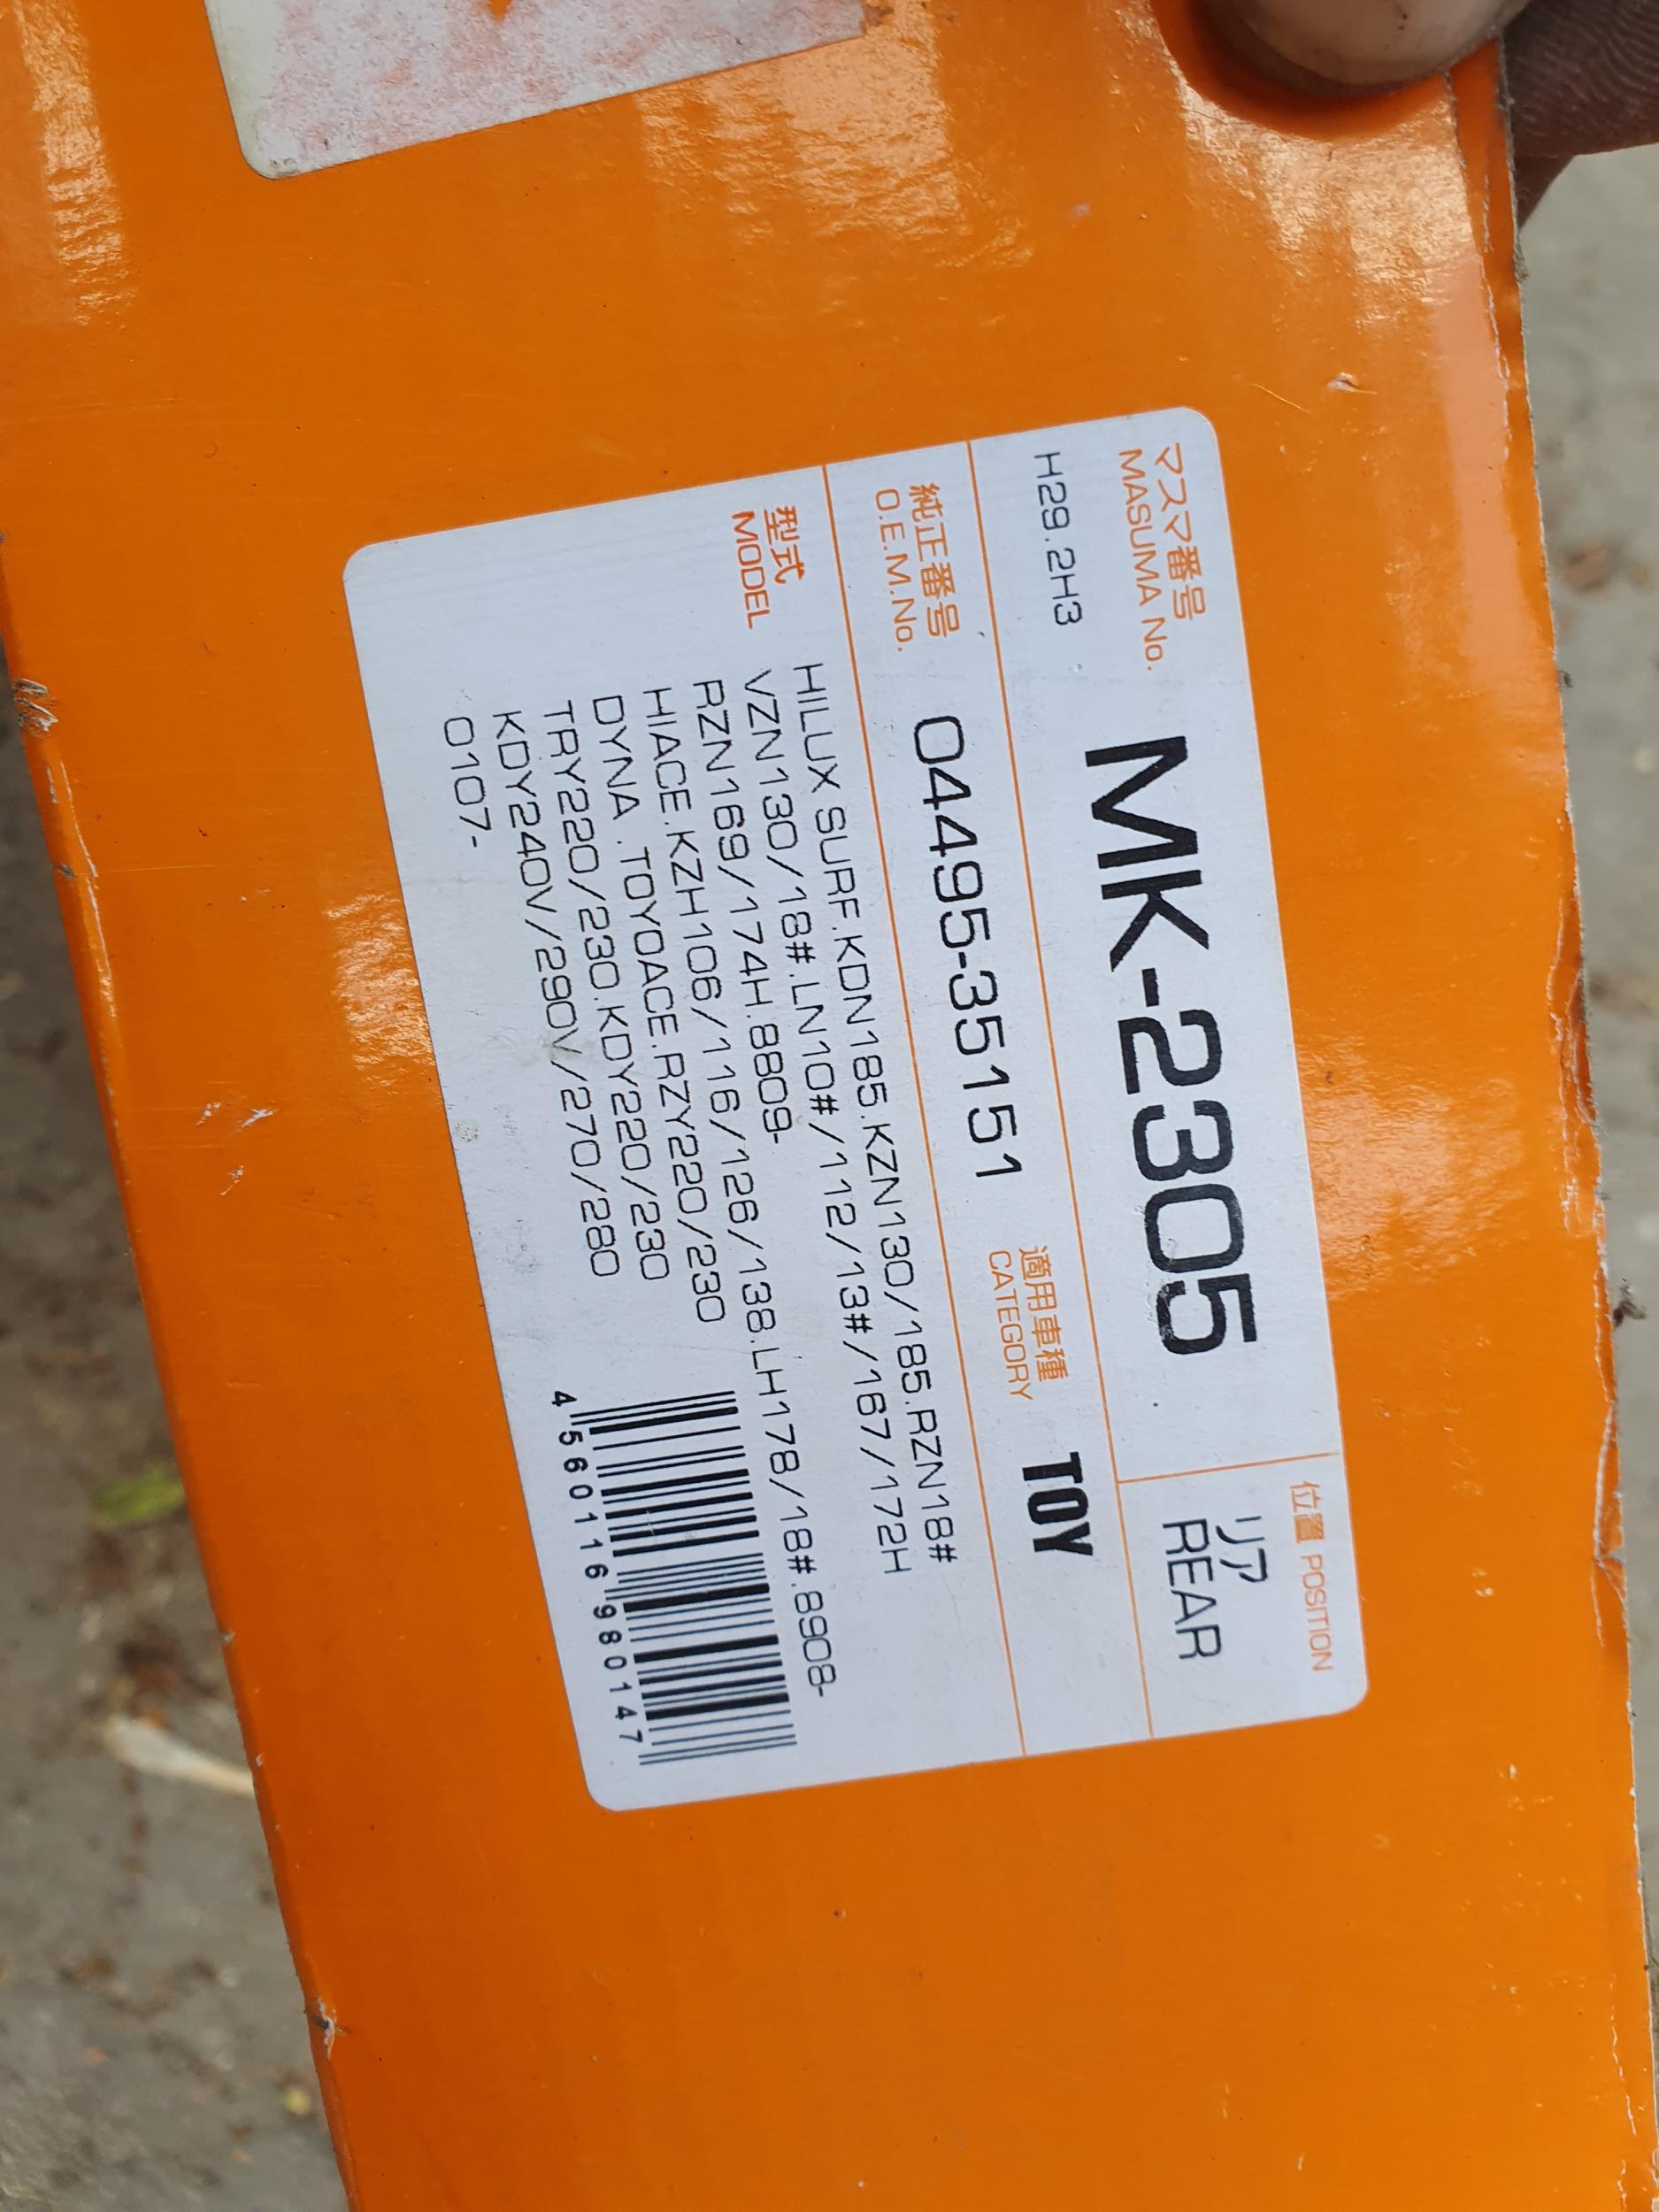 マスマ番号
MASUMA No.
MK-2305
H29.2H3
位置 POSITION
リア
REAR
純正番号
O.E.M.No.
04495-35151
適用車種
CATEGORY
TOY
型式
MODEL
HILUX SURF.KDN185.KZN130/185.RZN18#
VZN130/18#.LN10#/112/13#/167/172H
RZN169/174H.8809-
HIACE.KZH106/116/126/138.LH178/18#.8908-
DYNA .TOYOACE.RZY220/230
TRY220/230.KDY220/230
KDY240V/290V/270/280
0107-
4 560116 980147